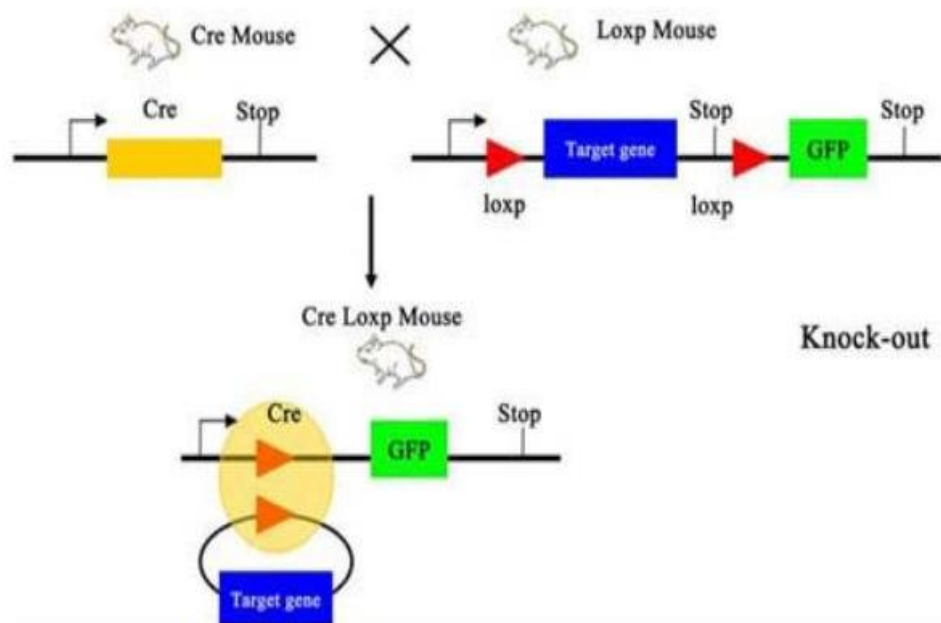 Cre Mouse
Loxp Mouse
Cre
Stop
Stop
Stop
Target gene
GFP
loxp
loxp
Cre Loxp Mouse
Knock-out
Cre
Stop
GFP
Target gene